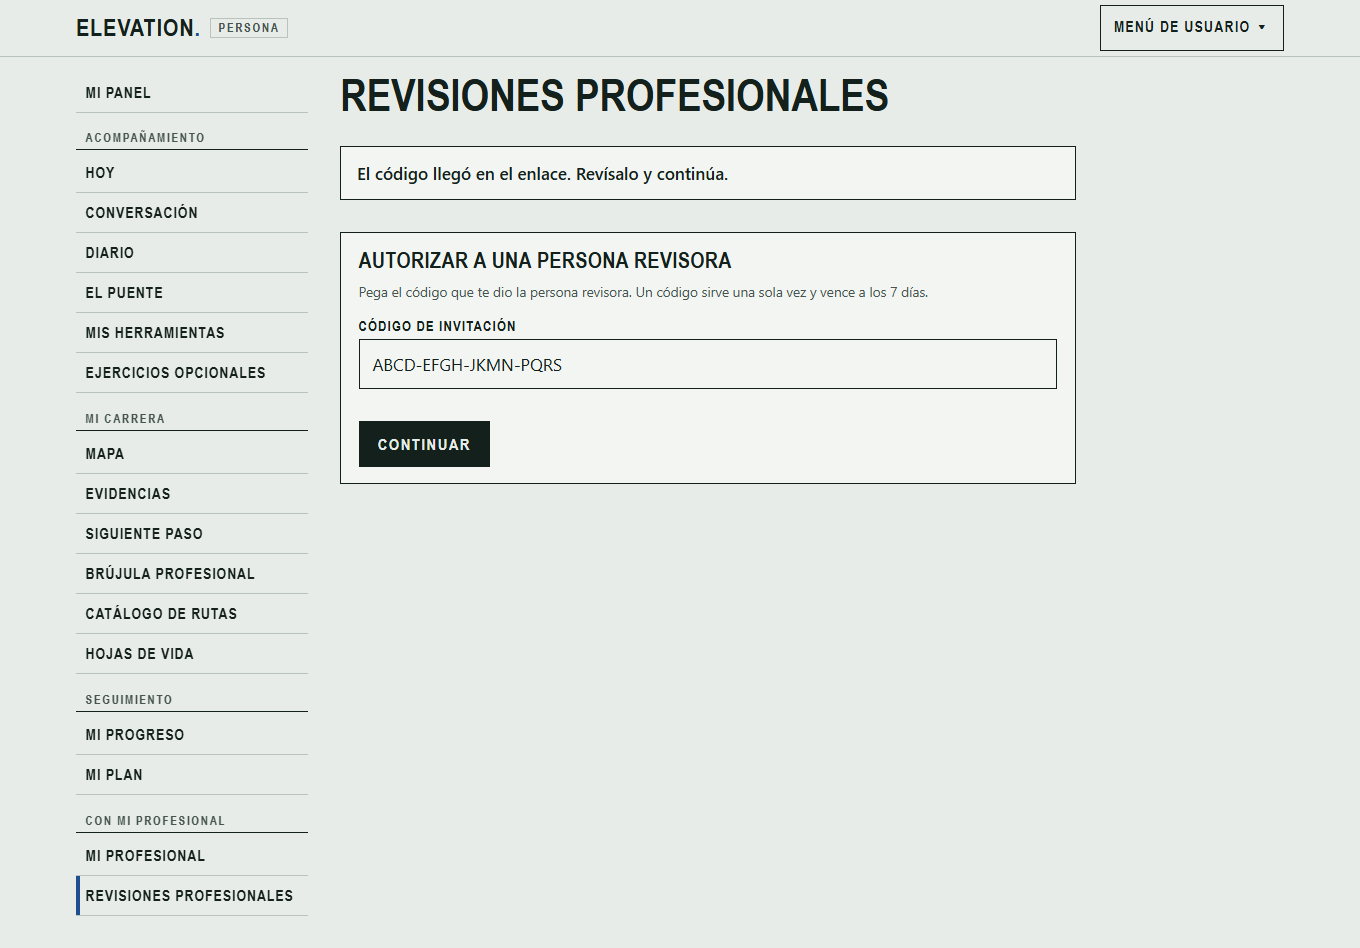 ELEVATION. PERSONA
MENÚ DE USUARIO
MI PANEL
ACOMPAÑAMIENTO
HOY
CONVERSACIÓN
DIARIO
EL PUENTE
MIS HERRAMIENTAS
EJERCICIOS OPCIONALES
MI CARRERA
MAPA
EVIDENCIAS
SIGUIENTE PASO
BRÚJULA PROFESIONAL
CATÁLOGO DE RUTAS
HOJAS DE VIDA
SEGUIMIENTO
MI PROGRESO
MI PLAN
CON MI PROFESIONAL
MI PROFESIONAL
REVISIONES PROFESIONALES
REVISIONES PROFESIONALES
El código llegó en el enlace. Revísalo y continúa.
AUTORIZAR A UNA PERSONA REVISORA
Pega el código que te dio la persona revisora. Un código sirve una sola vez y vence a los 7 días.
CÓDIGO DE INVITACIÓN
ABCD-EFGH-JKMN-PQRS
CONTINUAR